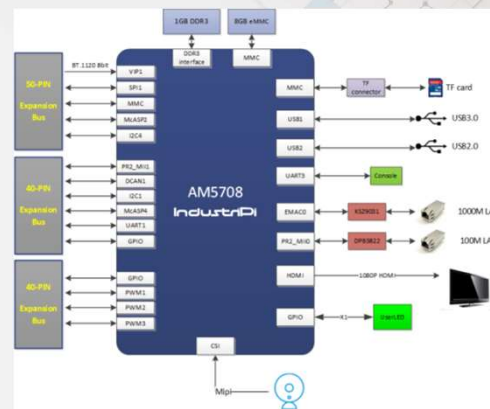 1GB DDR3
8GB eMMC
DDR3
interface
MMC
50-PIN
Expansion
Bus
BT.1120 8bit
VIP1
SPI1
MMC
McASP2
I2C4
40-PIN
Expansion
Bus
PR2_MII1
DCAN1
I2C1
McASP4
UART1
GPIO
40-PIN
Expansion
Bus
GPIO
PWM1
PWM2
PWM3
AM5708
IndustriPi
MMC
TF
connector
TF card
USB1
USB3.0
USB2
USB2.0
UART3
Console
EMAC0
KSZ9031
1000M LA
PR2_MII0
DP83822
100M LA
HDMI
1080P HDMI
GPIO
X1
UserLED
CSI
MipI